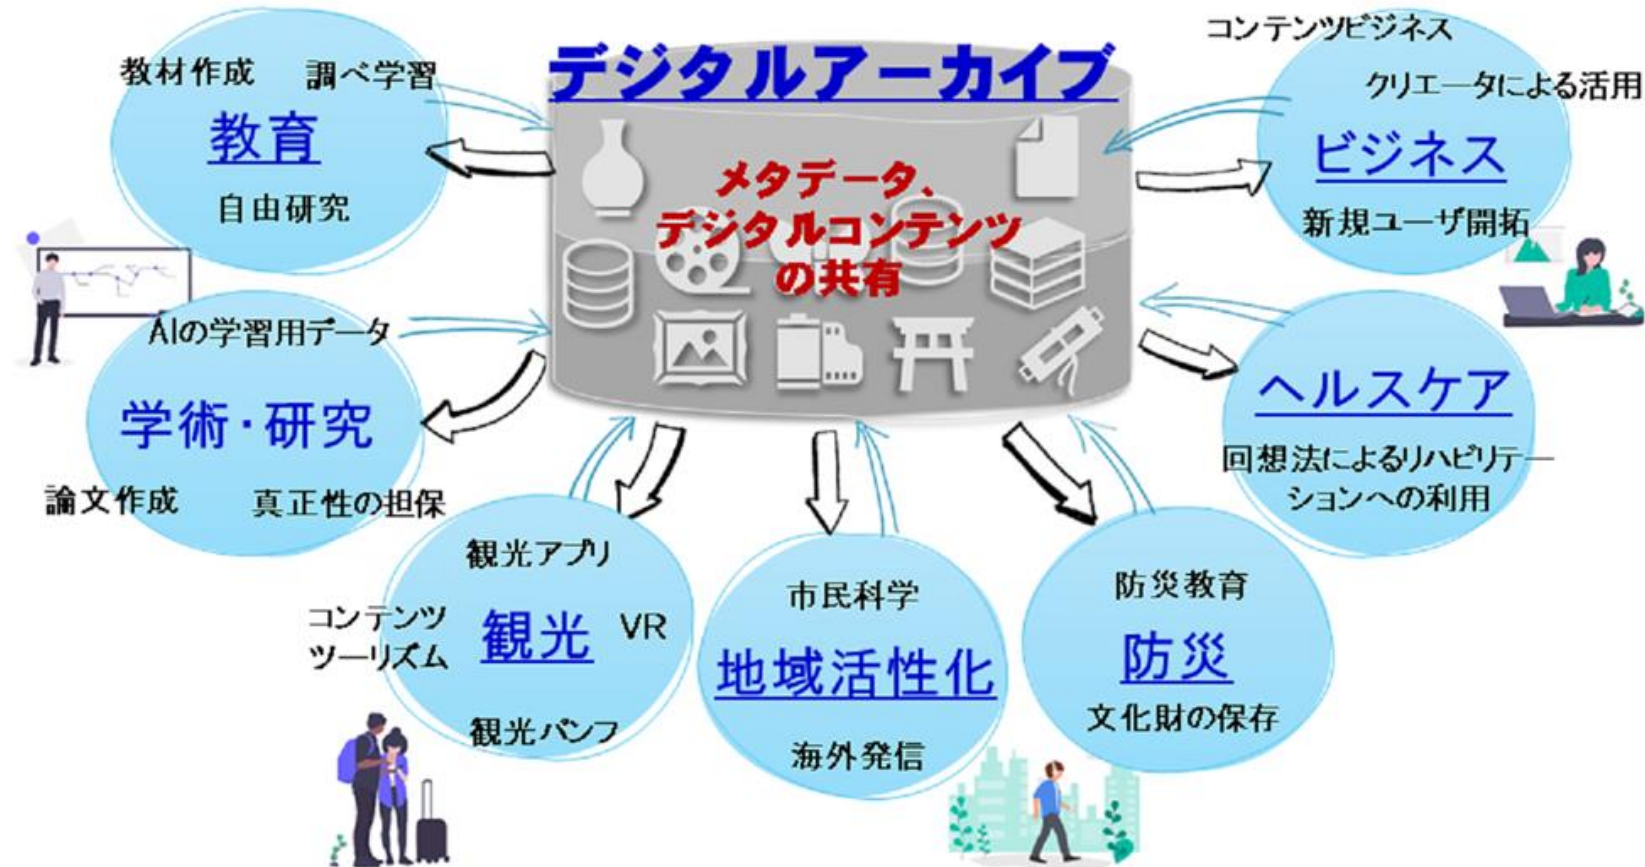 デジタルアーカイブ
メタデータ、
デジタルコンテンツ
の共有
教材作成
調べ学習
教育
自由研究
AIの学習用データ
学術・研究
論文作成
真正性の担保
観光アプリ
コンテンツ
ツーリズム
観光
VR
観光パンフ
市民科学
地域活性化
海外発信
防災教育
防災
文化財の保存
ヘルスケア
回想法によるリハビリテー
ションへの利用
コンテンツビジネス
クリエータによる活用
ビジネス
新規ユーザ開拓